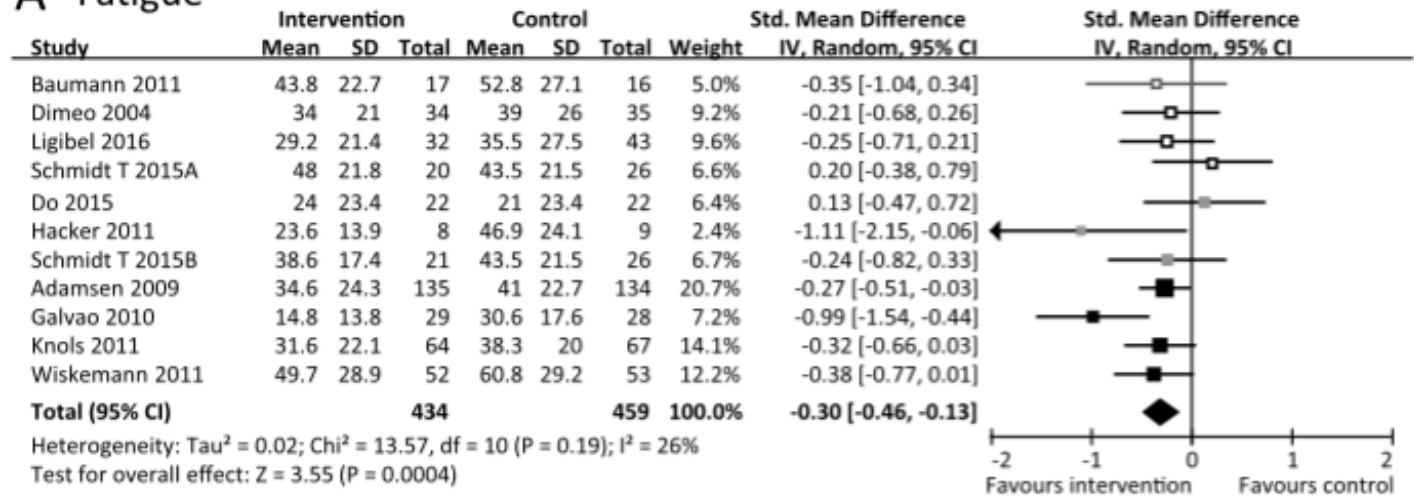 A Fatigue
Intervention Control Std. Mean Difference Std. Mean Difference
Study Mean SD Total Mean SD Total Weight IV, Random, 95% CI IV, Random, 95% CI
Baumann 2011 43.8 22.7 17 52.8 27.1 16 5.0% -0.35 [-1.04, 0.34]
Dimeo 2004 34 21 34 39 26 35 9.2% -0.21 [-0.68, 0.26]
Ligibel 2016 29.2 21.4 32 35.5 27.5 43 9.6% -0.25 [-0.71, 0.21]
Schmidt T 2015A 48 21.8 20 43.5 21.5 26 6.6% 0.20 [-0.38, 0.79]
Do 2015 24 23.4 22 21 23.4 22 6.4% 0.13 [-0.47, 0.72]
Hacker 2011 23.6 13.9 8 46.9 24.1 9 2.4% -1.11 [-2.15, -0.06]
Schmidt T 2015B 38.6 17.4 21 43.5 21.5 26 6.7% -0.24 [-0.82, 0.33]
Adamsen 2009 34.6 24.3 135 41 22.7 134 20.7% -0.27 [-0.51, -0.03]
Galvao 2010 14.8 13.8 29 30.6 17.6 28 7.2% -0.99 [-1.54, -0.44]
Knols 2011 31.6 22.1 64 38.3 20 67 14.1% -0.32 [-0.66, 0.03]
Wiskemann 2011 49.7 28.9 52 60.8 29.2 53 12.2% -0.38 [-0.77, 0.01]
Total (95% CI) 434 459 100.0% -0.30 [-0.46, -0.13]
Heterogeneity: Tau² = 0.02; Chi² = 13.57, df = 10 (P = 0.19); I² = 26%
Test for overall effect: Z = 3.55 (P = 0.0004)
-2 -1 0 1 2
Favours intervention Favours control